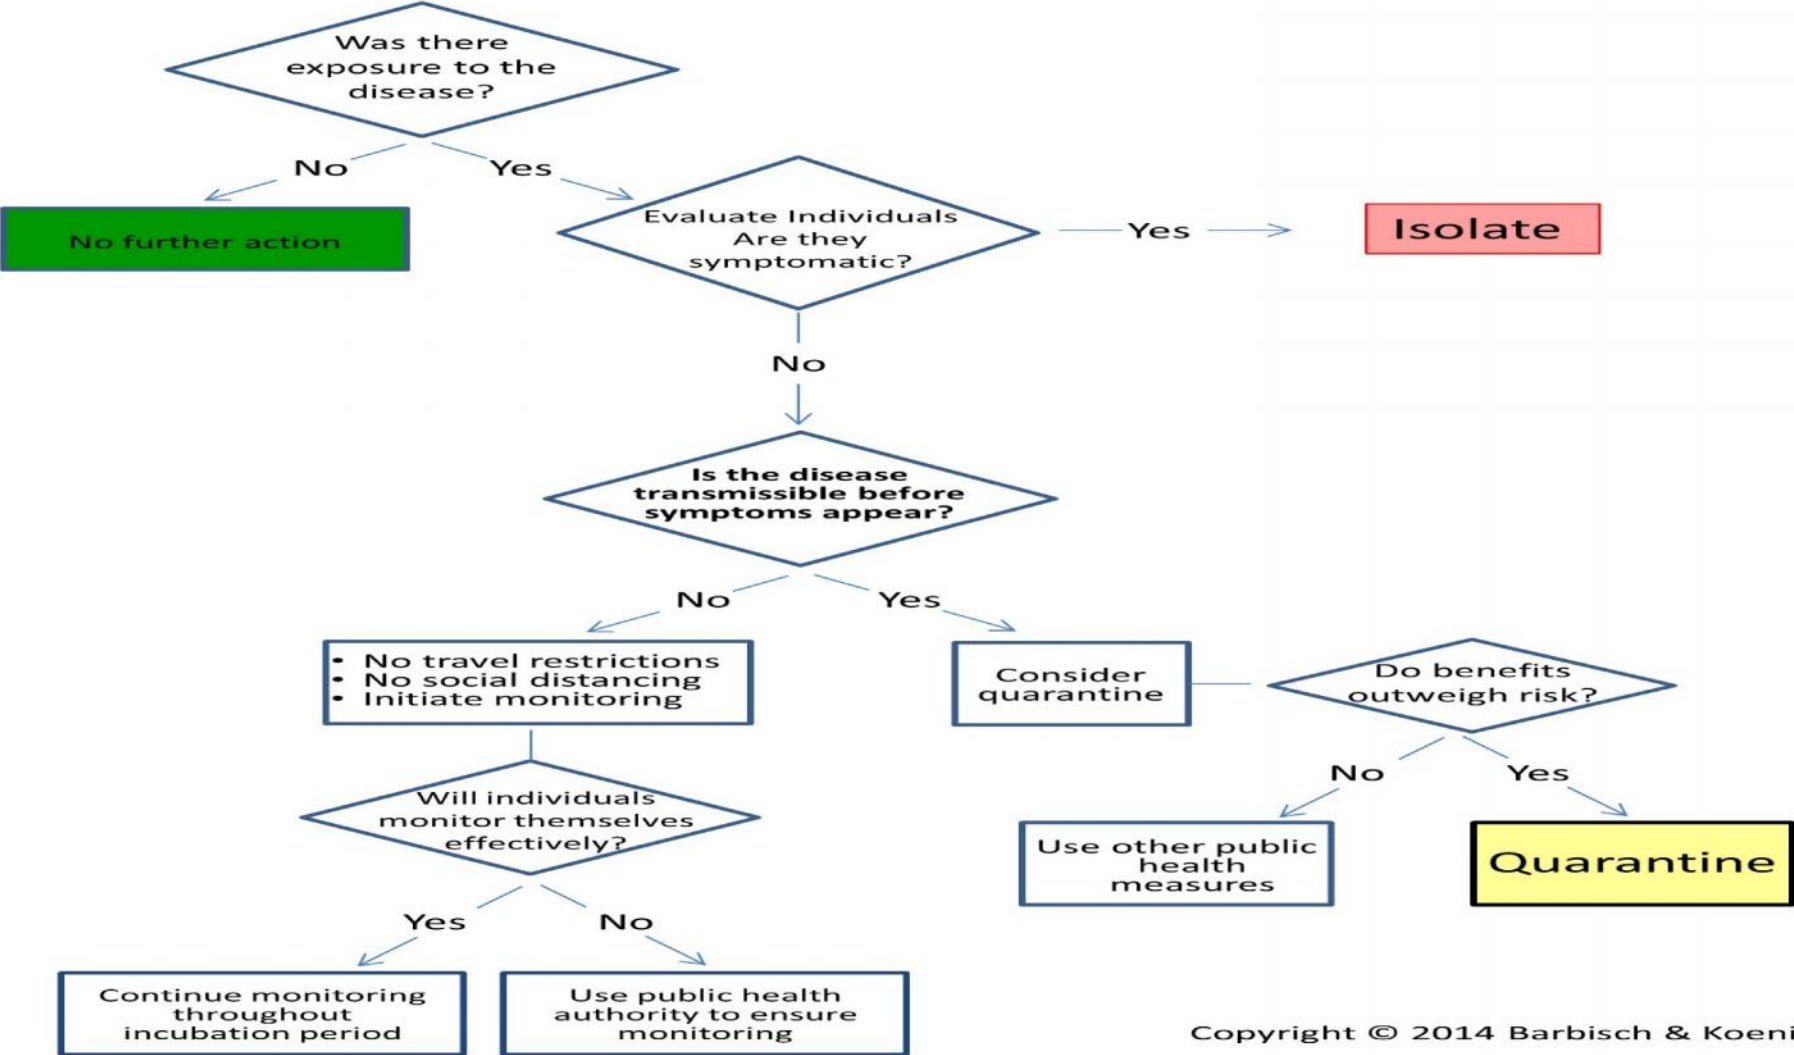 Was there
exposure to the
disease?
No
Yes
No further action
Evaluate Individuals
Are they
symptomatic?
Yes
Isolate
No
Is the disease
transmissible before
symptoms appear?
No
Yes
• No travel restrictions
• No social distancing
• Initiate monitoring
Consider
quarantine
Do benefits
outweigh risk?
No
Yes
Will individuals
monitor themselves
effectively?
Use other public
health
measures
Quarantine
Yes
No
Continue monitoring
throughout
incubation period
Use public health
authority to ensure
monitoring
Copyright © 2014 Barbisch & Koeni